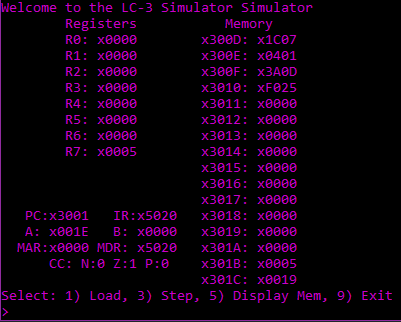 Welcome to the LC-3 Simulator Simulator
Registers Memory
R0: x0000 x300D: x1C07
R1: x0000 x300E: x0401
R2: x0000 x300F: x3A0D
R3: x0000 x3010: xF025
R4: x0000 x3011: x0000
R5: x0000 x3012: x0000
R6: x0000 x3013: x0000
R7: x0005 x3014: x0000
x3015: x0000
x3016: x0000
x3017: x0000
PC:x3001 IR:x5020 x3018: x0000
A: x001E B: x0000 x3019: x0000
MAR:x0000 MDR: x5020 x301A: x0000
CC: N:0 Z:1 P:0 x301B: x0005
x301C: x0019
Select: 1) Load, 3) Step, 5) Display Mem, 9) Exit
>